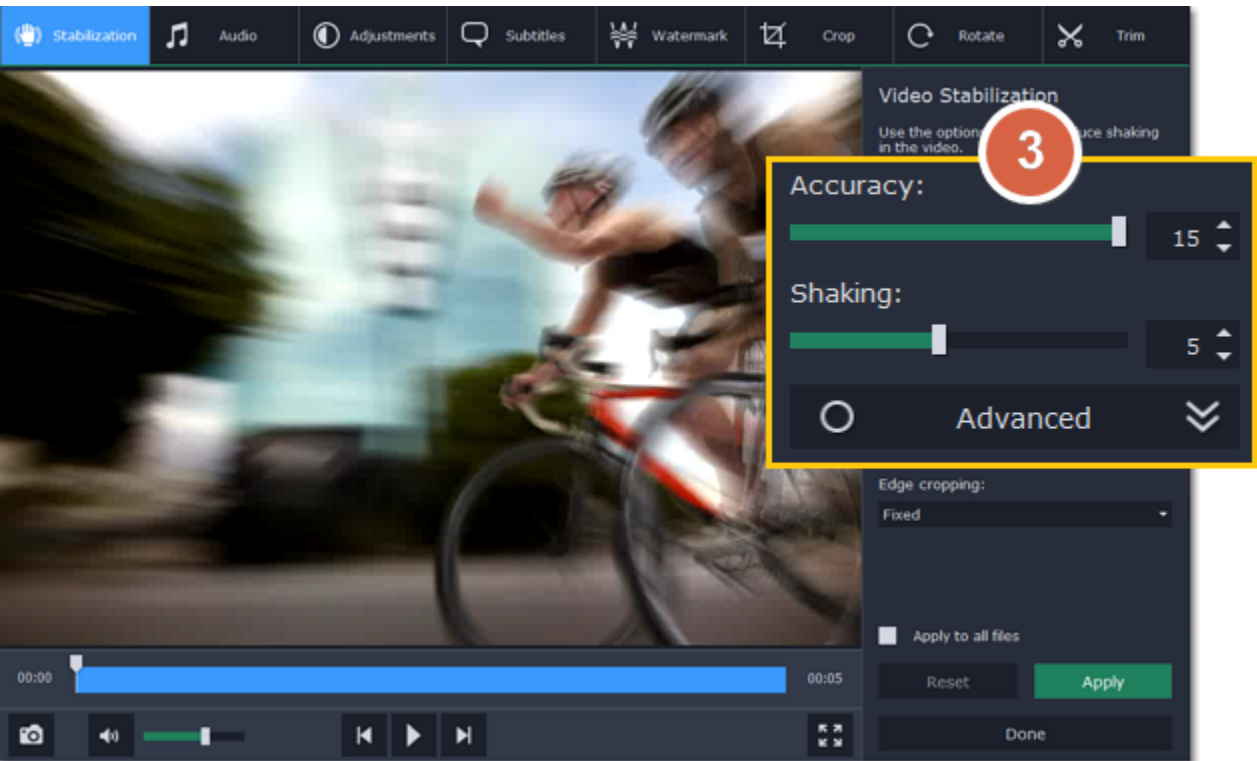 Stabilization
Audio
Adjustments
Subtitles
Watermark
Crop
Rotate
Trim
Video Stabilization
Use the option uce shaking
in the video.
3
Accuracy:
15
Shaking:
5
Advanced
Edge cropping:
Fixed
Apply to all files
00:00
00:05
Reset
Apply
Done